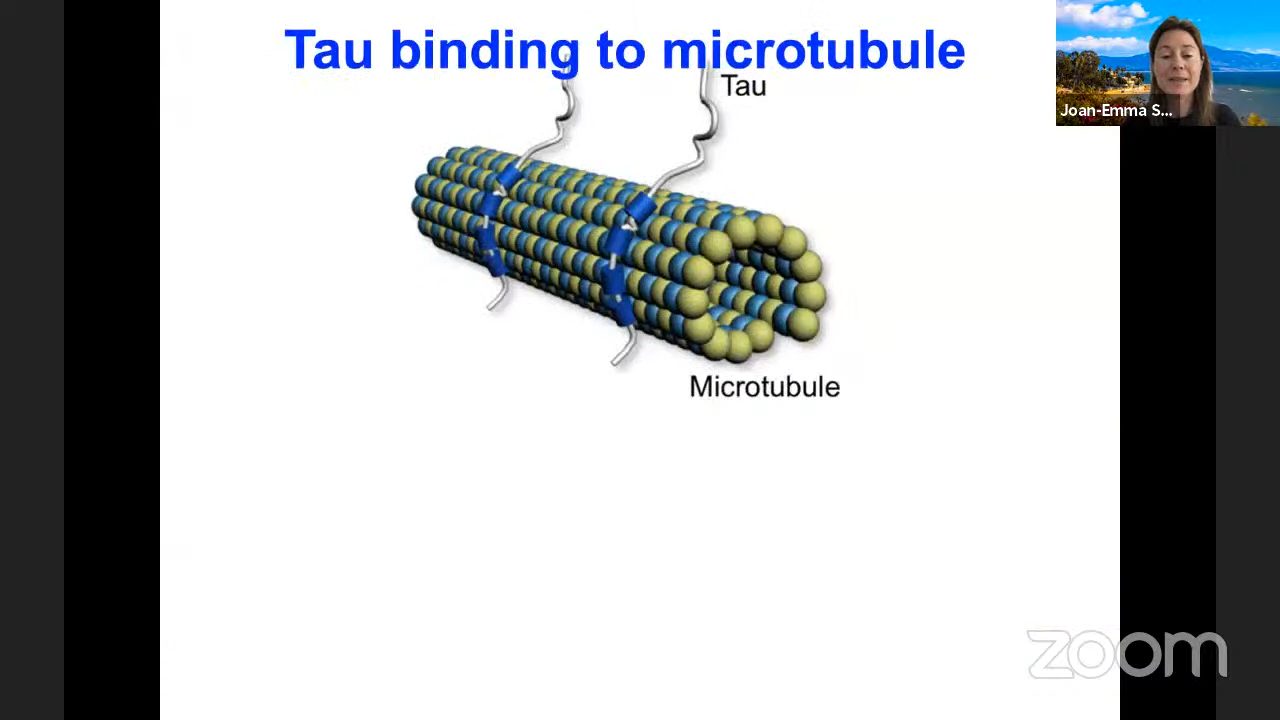 Tau binding to microtubule
Tau
Joan-Emma S...
Microtubule
zoom